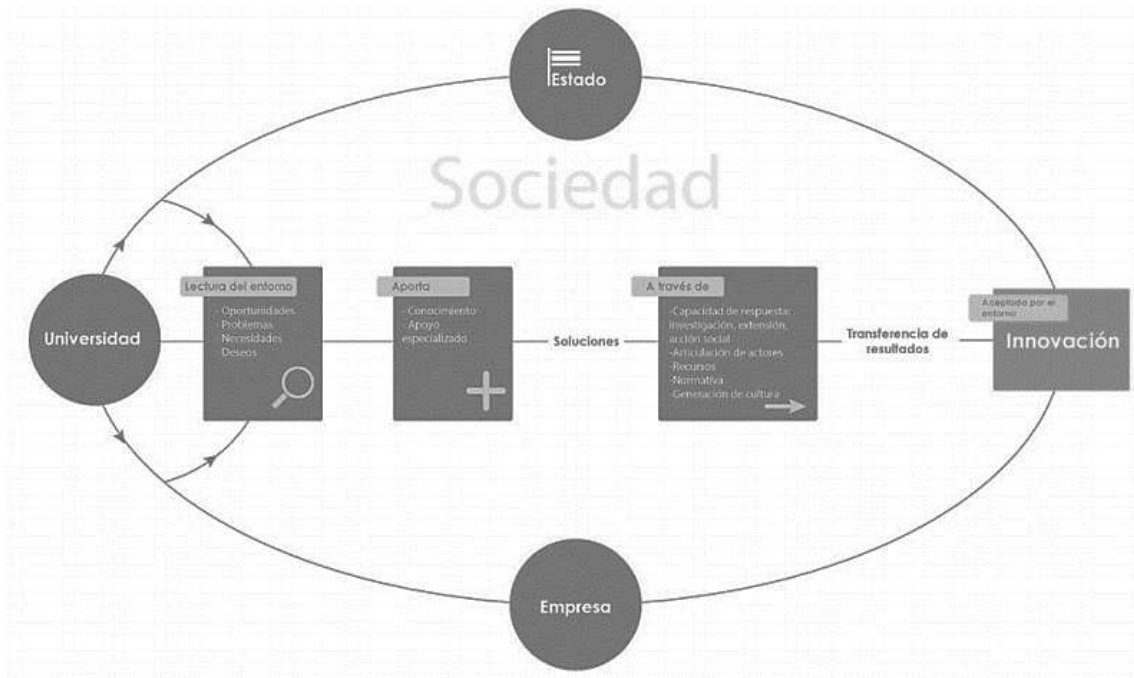 Estado
Sociedad
Universidad
Lectura del entorno
- Oportunidades
- Problemas
Necesidades
Deseos
Aporta
- Conocimiento
- Apoyo
especializado
Soluciones
A través de
-Capacidad de respuesta:
Investigación, extensión,
acción social
-Articulación de actores
-Recursos
-Normativa
-Generación de cultura
Transferencia de
resultados
Aceptada por el
entorno
Innovación
Empresa